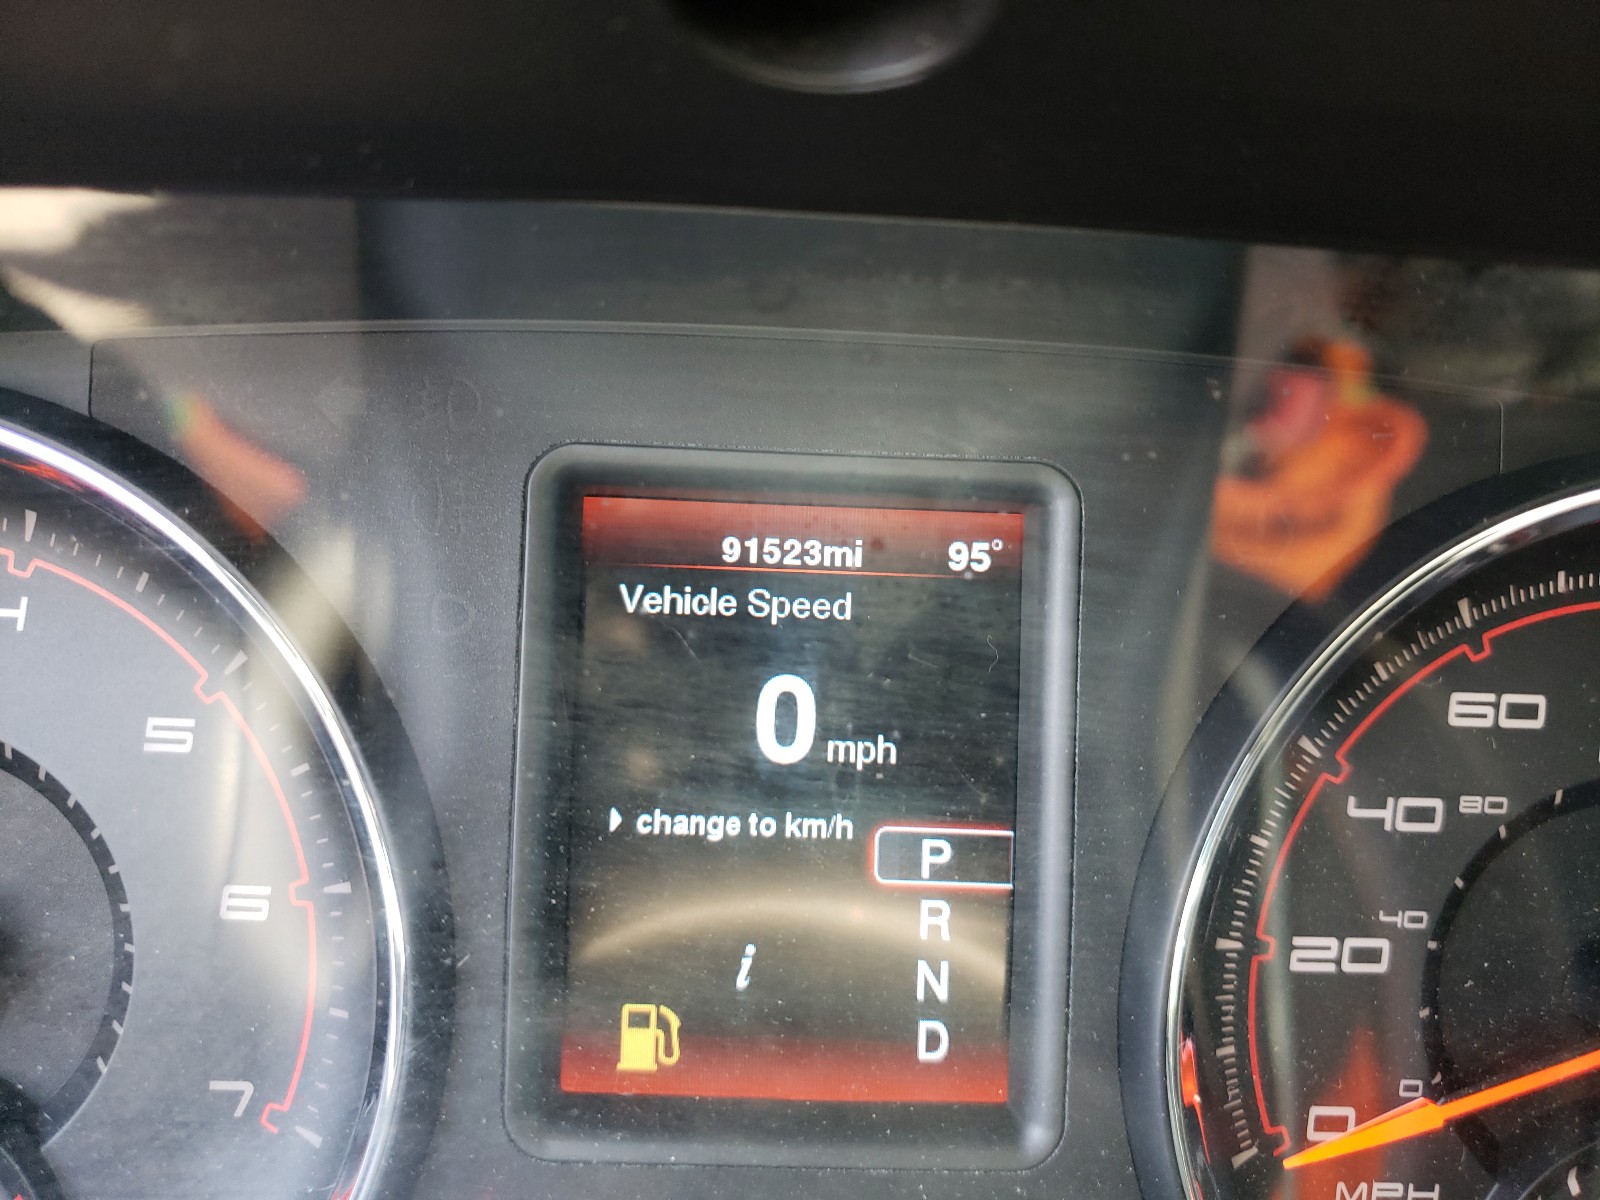 91523mi 95°
Vehicle Speed
0 mph
change to km/h
P
R
N
D
i
4
5
6
7
60
40 80
20 40
0 0
MPH